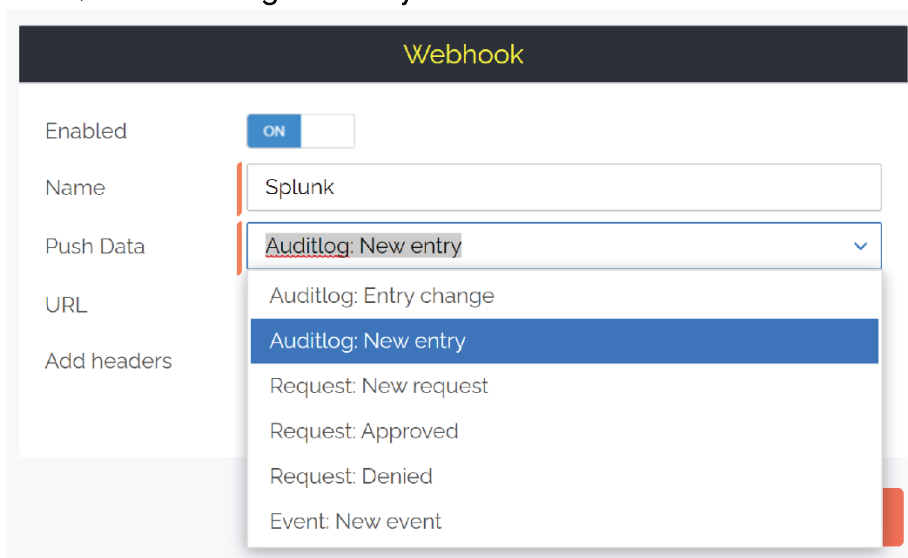 Webhook
Enabled
ON
Name
Splunk
Push Data
Auditlog: New entry
URL
Auditlog: Entry change
Auditlog: New entry
Add headers
Request: New request
Request: Approved
Request: Denied
Event: New event